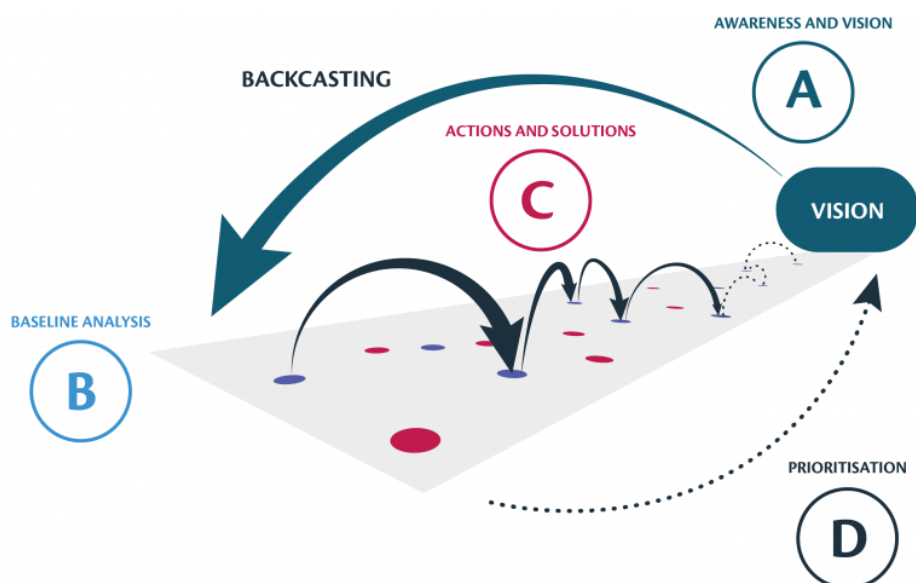 AWARENESS AND VISION
A
BACKCASTING
ACTIONS AND SOLUTIONS
C
VISION
BASELINE ANALYSIS
B
PRIORITISATION
D